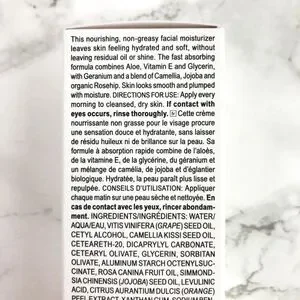 This nourishing, non-greasy facial moisturizer
leaves skin feeling hydrated and soft, without
leaving residual oil or shine. The fast absorbing
formula combines Aloe, Vitamin E and Glycerin,
with Geranium and a blend of Camellia, Jojoba and
organic Rosehip. Skin looks smooth and plumped
with moisture. DIRECTIONS FOR USE: Apply every
morning to cleansed, dry skin. If contact with
eyes occurs, rinse thoroughly. Cette crème
nourrissante non grasse pour le visage procure
une sensation douce et hydratante, sans laisser
de résidu huileux ni de brillance sur la peau. Sa
formule à absorption rapide combine de l'aloès,
de la vitamine E, de la glycérine, du géranium et
un mélange de camélia, de jojoba et d'églantier
biologique. Hydratée, la peau paraît plus lisse et
repulpée. CONSEILS D'UTILISATION: Appliquer
chaque matin sur une peau sèche et nettoyée. En
cas de contact avec les yeux, rincer abondam-
ment. INGREDIENTS/INGRÉDIENTS: WATER/
AQUA/EAU, VITIS VINIFERA (GRAPE) SEED OIL,
CETYL ALCOHOL, CAMELLIA KISSI SEED OIL,
CETEARETH-20, DICAPRYLYL CARBONATE,
CETEARYL OLIVATE, GLYCERIN, SORBITAN
OLIVATE, ALUMINUM STARCH OCTENYLSUC-
CINATE, ROSA CANINA FRUIT OIL, SIMMOND-
SIA CHINENSIS (JOJOBA) SEED OIL, LEVULINIC
ACID, CITRUS AURANTIUM DULCIS (ORANGE)
PEEL EXTRACT, XANTHAN GUM, SODIUM